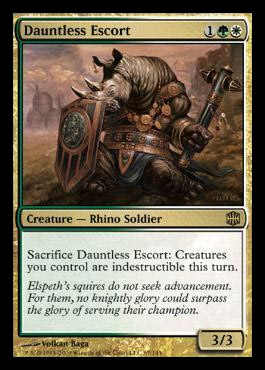 Dauntless Escort 1
Creature — Rhino Soldier
Sacrifice Dauntless Escort: Creatures
you control are indestructible this turn.
Elspeth's squires do not seek advancement.
For them, no knightly glory could surpass
the glory of serving their champion.
Volkan Baga
3/3